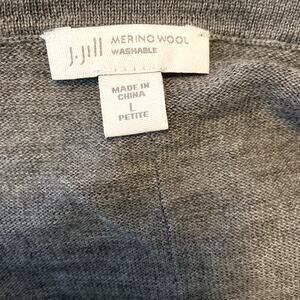 J.Jill MERINO WOOL
WASHABLE
MADE IN
CHINA
L
PETITE